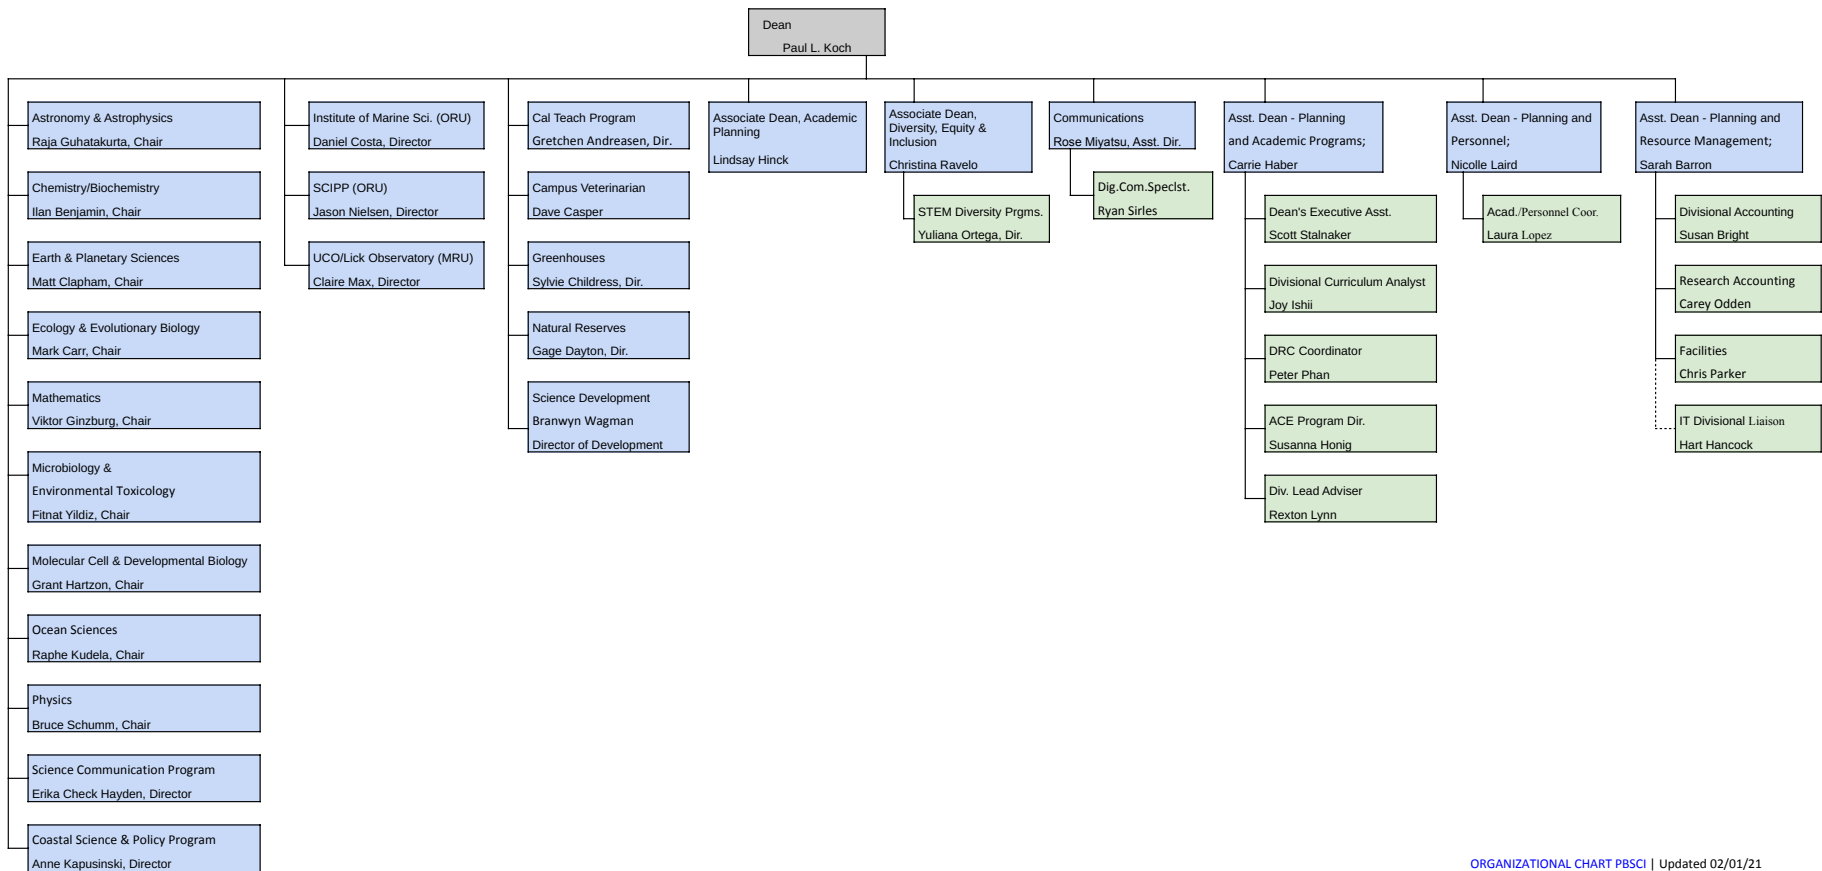 Dean
Paul L. Koch
Astronomy & Astrophysics
Raja Guhatakurta, Chair
Chemistry/Biochemistry
Ilan Benjamin, Chair
Earth & Planetary Sciences
Matt Clapham, Chair
Ecology & Evolutionary Biology
Mark Carr, Chair
Mathematics
Viktor Ginzburg, Chair
Microbiology &
Environmental Toxicology
Fitnat Yildiz, Chair
Molecular Cell & Developmental Biology
Grant Hartzon, Chair
Ocean Sciences
Raphe Kudela, Chair
Physics
Bruce Schumm, Chair
Science Communication Program
Erika Check Hayden, Director
Coastal Science & Policy Program
Anne Kapusinski, Director
Institute of Marine Sci. (ORU)
Daniel Costa, Director
SCIPP (ORU)
Jason Nielsen, Director
UCO/Lick Observatory (MRU)
Claire Max, Director
Cal Teach Program
Gretchen Andreasen, Dir.
Campus Veterinarian
Dave Casper
Greenhouses
Sylvie Childress, Dir.
Natural Reserves
Gage Dayton, Dir.
Science Development
Branwyn Wagman
Director of Development
Associate Dean, Academic
Planning
Lindsay Hinck
Associate Dean,
Diversity, Equity &
Inclusion
Christina Ravelo
STEM Diversity Prgms.
Yuliana Ortega, Dir.
Communications
Rose Miyatsu, Asst. Dir.
Dig.Com.Speclst.
Ryan Sirles
Asst. Dean - Planning
and Academic Programs;
Carrie Haber
Dean's Executive Asst.
Scott Stalnaker
Divisional Curriculum Analyst
Joy Ishii
DRC Coordinator
Peter Phan
ACE Program Dir.
Susanna Honig
Div. Lead Adviser
Rexton Lynn
Asst. Dean - Planning and
Personnel;
Nicolle Laird
Acad./Personnel Coor.
Laura Lopez
Asst. Dean - Planning and
Resource Management;
Sarah Barron
Divisional Accounting
Susan Bright
Research Accounting
Carey Odden
Facilities
Chris Parker
IT Divisional Liaison
Hart Hancock
ORGANIZATIONAL CHART PBSCI | Updated 02/01/21